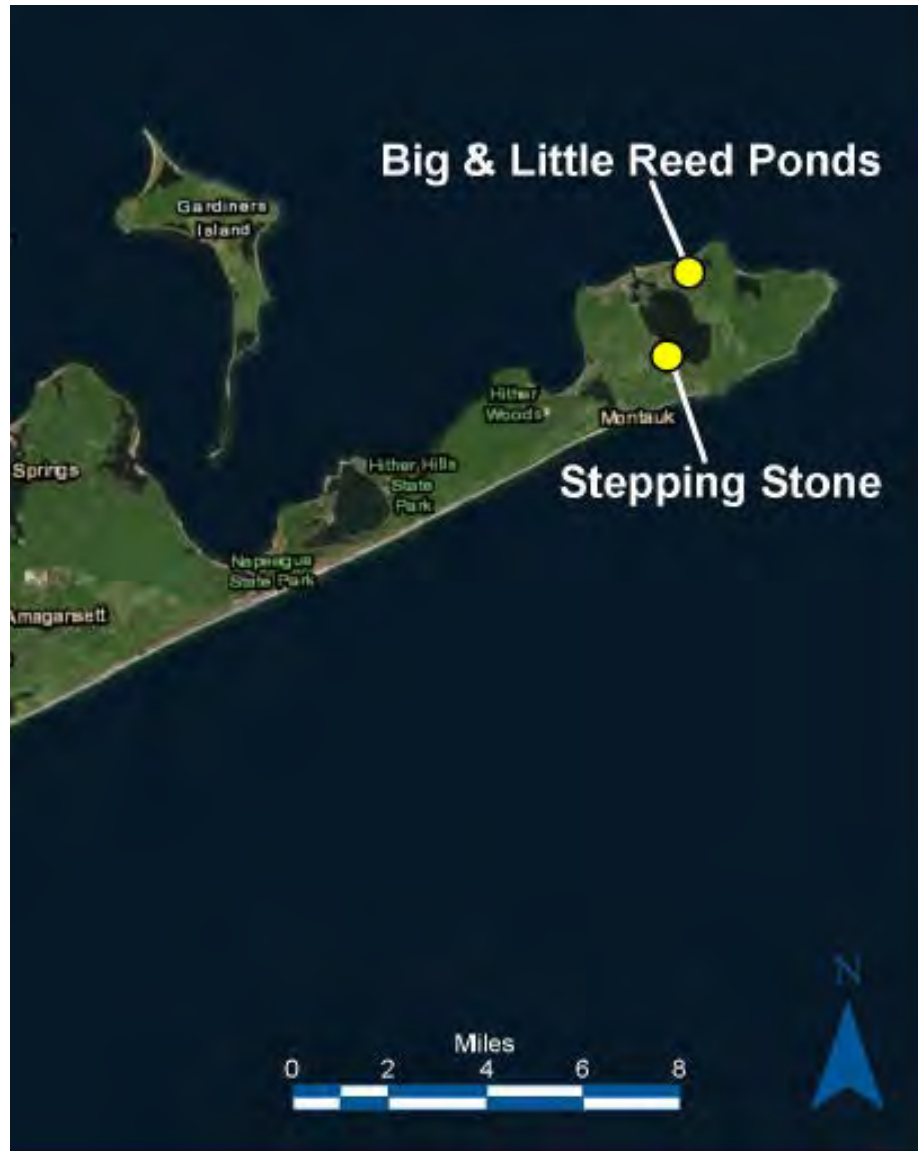 Big & Little Reed Ponds
Gardiners
Island
Hither
Woods
Montauk
Springs
Hither Hills
State
Park
Stepping Stone
Napeague
State Park
Amagansett
N
Miles
0 2 4 6 8